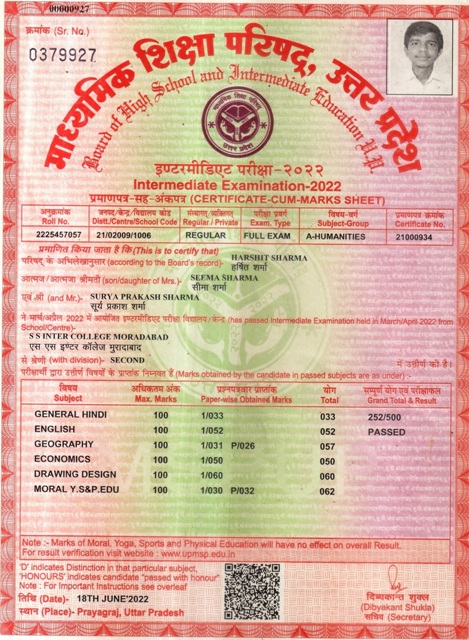 00000927
क्रमांक (Sr. No.)
0379927
माध्यमिक शिक्षा परिषद, उत्तर प्रदेश
Board of High School and Intermediate Education U.P.
माध्यमिक शिक्षा परिषद
उत्तर प्रदेश
इण्टरमीडिएट परीक्षा-२०२२
Intermediate Examination-2022
प्रमाणपत्र-सह-अंकपत्र (CERTIFICATE-CUM-MARKS SHEET)
अनुक्रमांक जनपद/केन्द्र/विद्यालय कोड संस्थागत/व्यक्तिगत परीक्षा प्रवर्ग विषय-वर्ग प्रमाणपत्र क्रमांक
Roll No. Distt./Centre/School Code Regular / Private Exam. Type Subject-Group Certificate No.
2225457057 21/02009/1006 REGULAR FULL EXAM A-HUMANITIES 21000934
प्रमाणित किया जाता है कि(This is to certify that)
परिषद् के अभिलेखानुसार (according to the Board's record)- HARSHIT SHARMA
हर्षित शर्मा
आत्मज/आत्मजा श्रीमती (son/daughter of Mrs.)- SEEMA SHARMA
सीमा शर्मा
एवं श्री (and Mr.)- SURYA PRAKASH SHARMA
सूर्य प्रकाश शर्मा
ने मार्च/अप्रैल 2022 में आयोजित इण्टरमीडिएट परीक्षा विद्यालय/केन्द्र (has passed Intermediate Examination held in March/April 2022 from
School/Centre)-
S S INTER COLLEGE MORADABAD
एस एस इण्टर कॉलेज मुरादाबाद
से श्रेणी (with division)- SECOND में उत्तीर्ण की है।
परीक्षार्थी द्वारा उत्तीर्ण विषयों के प्राप्तांक निम्नवत हैं (Marks obtained by the candidate in passed subjects are as under) -
विषय अधिकतम अंक प्रश्नपत्रवार प्राप्तांक योग सम्पूर्ण योग एवं परीक्षाफल
Subject Max. Marks Paper-wise Obtained Marks Total Grand Total & Result
GENERAL HINDI 100 1/033 033 252/500
ENGLISH 100 1/052 052 PASSED
GEOGRAPHY 100 1/031 P/026 057
ECONOMICS 100 1/050 050
DRAWING DESIGN 100 1/060 060
MORAL Y.S&P.EDU 100 1/030 P/032 062
Note :- Marks of Moral, Yoga, Sports and Physical Education will have no effect on overall Result.
For result verification visit website : www.upmsp.edu.in
'D' indicates Distinction in that particular subject.
'HONOURS' indicates candidate "passed with honour"
Note : For Important Instructions see overleaf
तिथि (Date)- 18TH JUNE'2022
स्थान (Place)- Prayagraj, Uttar Pradesh
दिव्यकान्त शुक्ल
(Dibyakant Shukla)
सचिव (Secretary)